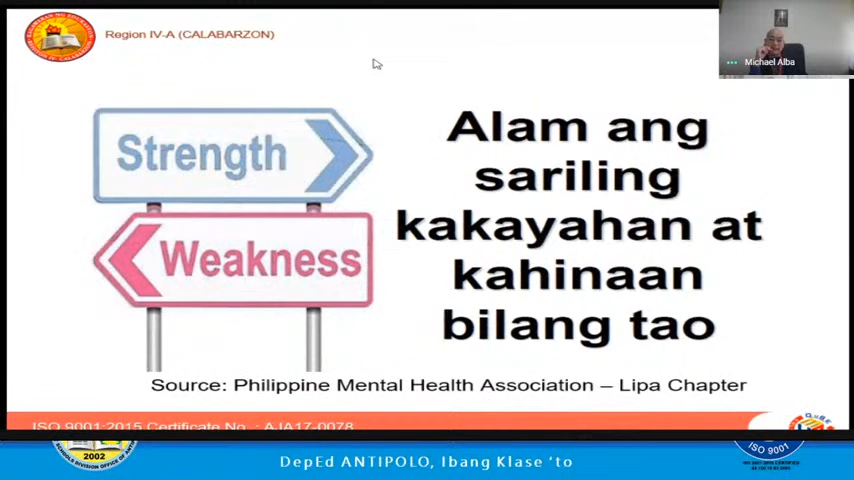 Region IV-A (CALABARZON)
Michael Alba
Strength
Weakness
Alam ang
sariling
kakayahan at
kahinaan
bilang tao
Source: Philippine Mental Health Association – Lipa Chapter
ISO 9001:2015 Certificate No. : AJA17-0078
2002
ISO 9001
DepEd ANTIPOLO, Ibang Klase 'to